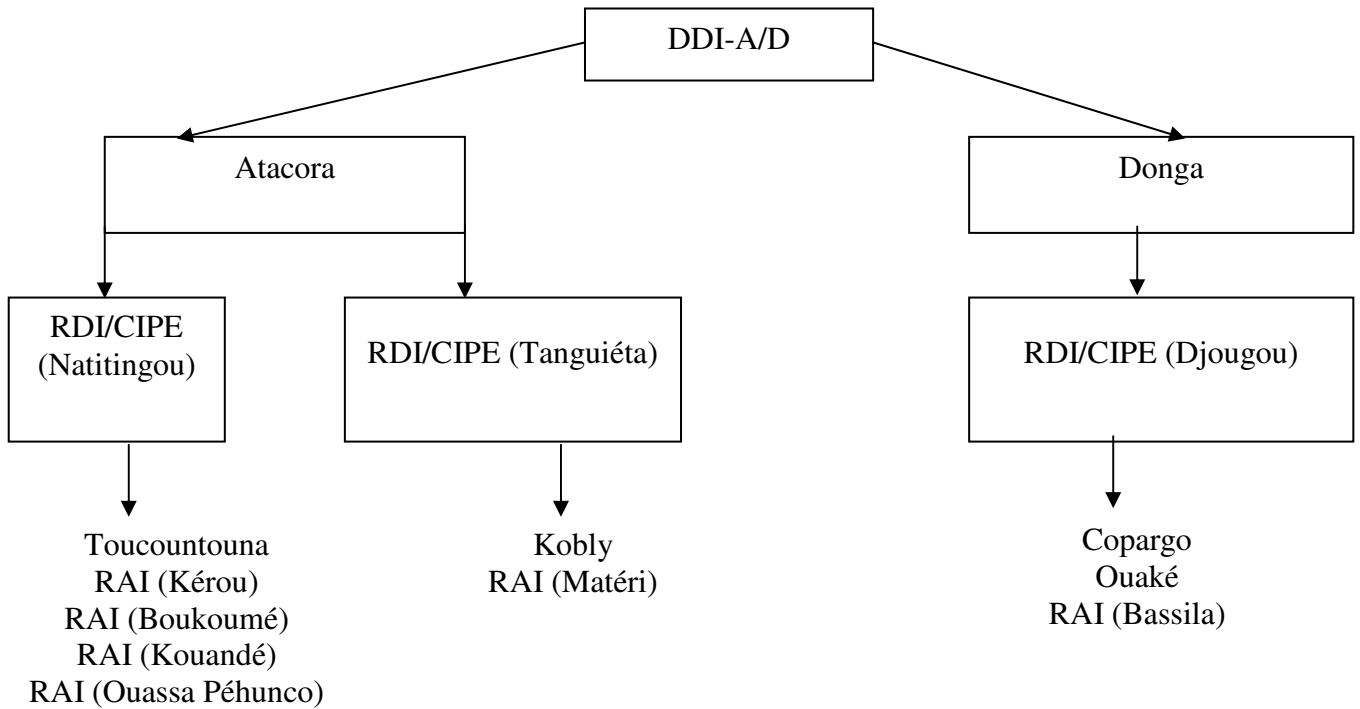 DDI-A/D
Atacora
Donga
RDI/CIPE
(Natitingou)
RDI/CIPE (Tanguiéta)
RDI/CIPE (Djougou)
Toucountouna
RAI (Kérou)
RAI (Boukoumé)
RAI (Kouandé)
RAI (Ouassa Péhunco)
Kobly
RAI (Matéri)
Copargo
Ouaké
RAI (Bassila)